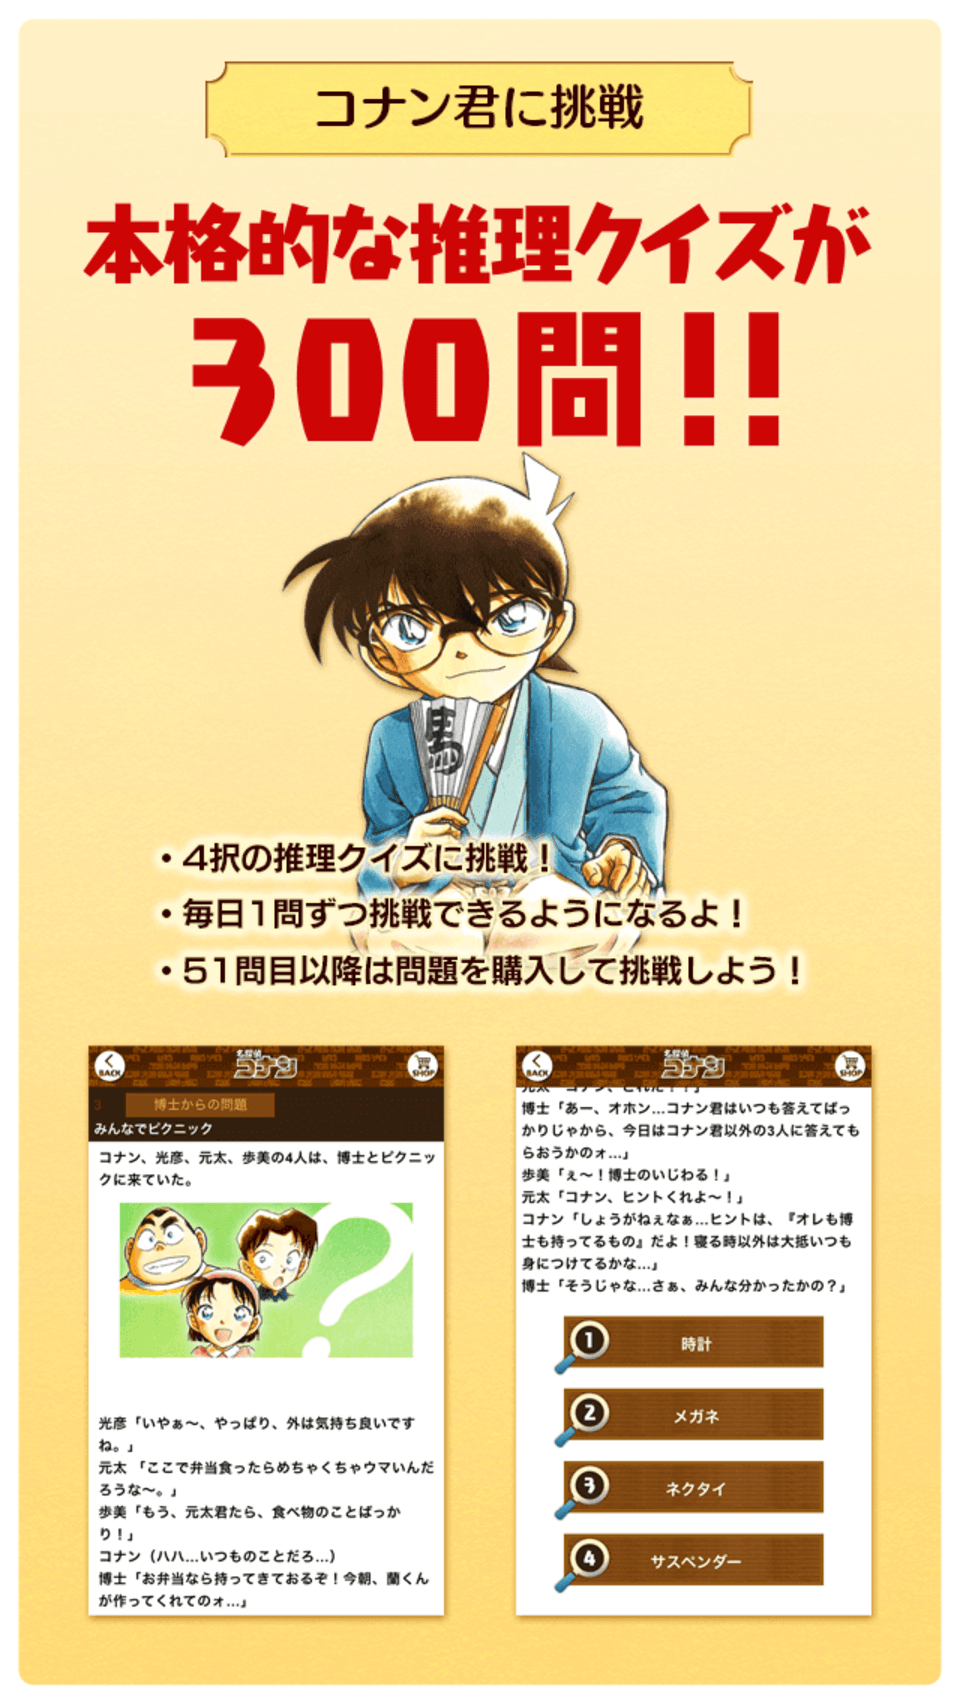 コナン君に挑戦
本格的な推理クイズが
300問!!
馬
・4択の推理クイズに挑戦！
・毎日1問ずつ挑戦できるようになるよ！
・51問目以降は問題を購入して挑戦しよう！
BACK
名探偵
コナン
SHOP
3
博士からの問題
みんなでピクニック
コナン、光彦、元太、歩美の4人は、博士とピクニッ
クに来ていた。
?
光彦「いやぁ〜、やっぱり、外は気持ち良いです
ね。」
元太 「ここで弁当食ったらめちゃくちゃウマいんだ
ろうな〜。」
歩美「もう、元太君たら、食べ物のことばっか
り！」
コナン（ハハ…いつものことだろ…）
博士「お弁当なら持ってきておるぞ！今朝、蘭くん
が作ってくれてのォ…」
BACK
名探偵
コナン
SHOP
博士「あー、オホン…コナン君はいつも答えてばっ
かりじゃから、今日はコナン君以外の3人に答えても
らおうかのォ…」
歩美「ぇ〜！博士のいじわる！」
元太「コナン、ヒントくれよ〜！」
コナン「しょうがねぇなぁ…ヒントは、『オレも博
士も持ってるもの』だよ！寝る時以外は大抵いつも
身につけてるかな…」
博士「そうじゃな…さぁ、みんな分かったかの？」
1 時計
2 メガネ
3 ネクタイ
4 サスペンダー